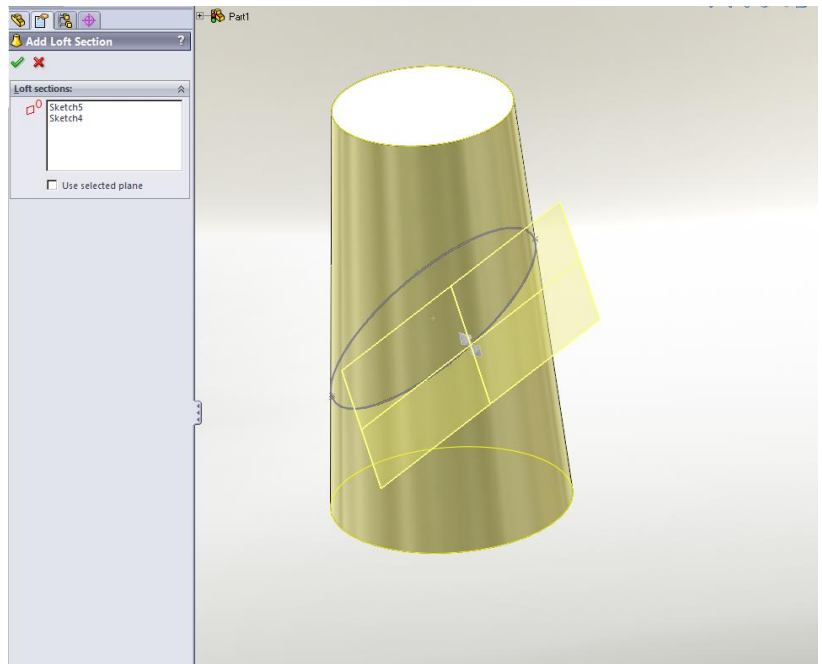 Part1
Add Loft Section ?
Loft sections:
Sketch5
Sketch4
Use selected plane